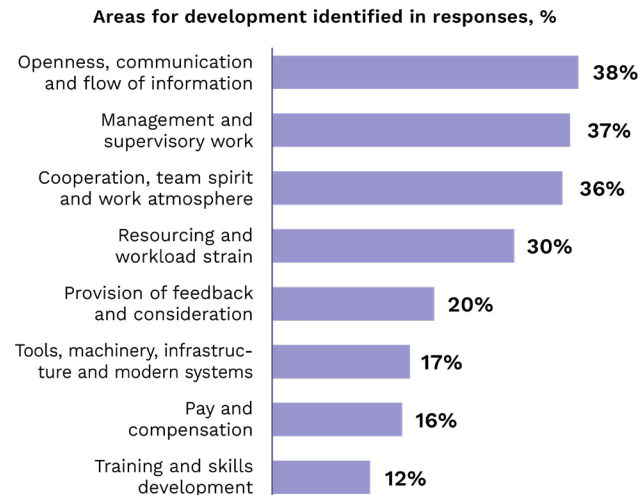 Areas for development identified in responses, %
Openness, communication
and flow of information
38%
Management and
supervisory work
37%
Cooperation, team spirit
and work atmosphere
36%
Resourcing and
workload strain
30%
Provision of feedback
and consideration
20%
Tools, machinery, infrastruc-
ture and modern systems
17%
Pay and
compensation
16%
Training and skills
development
12%